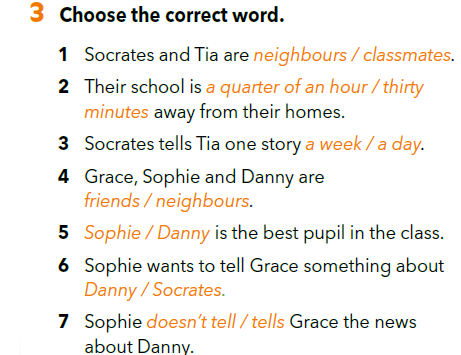 3 Choose the correct word.
1 Socrates and Tia are neighbours / classmates.
2 Their school is a quarter of an hour / thirty
minutes away from their homes.
3 Socrates tells Tia one story a week / a day.
4 Grace, Sophie and Danny are
friends / neighbours.
5 Sophie / Danny is the best pupil in the class.
6 Sophie wants to tell Grace something about
Danny / Socrates.
7 Sophie doesn't tell / tells Grace the news
about Danny.